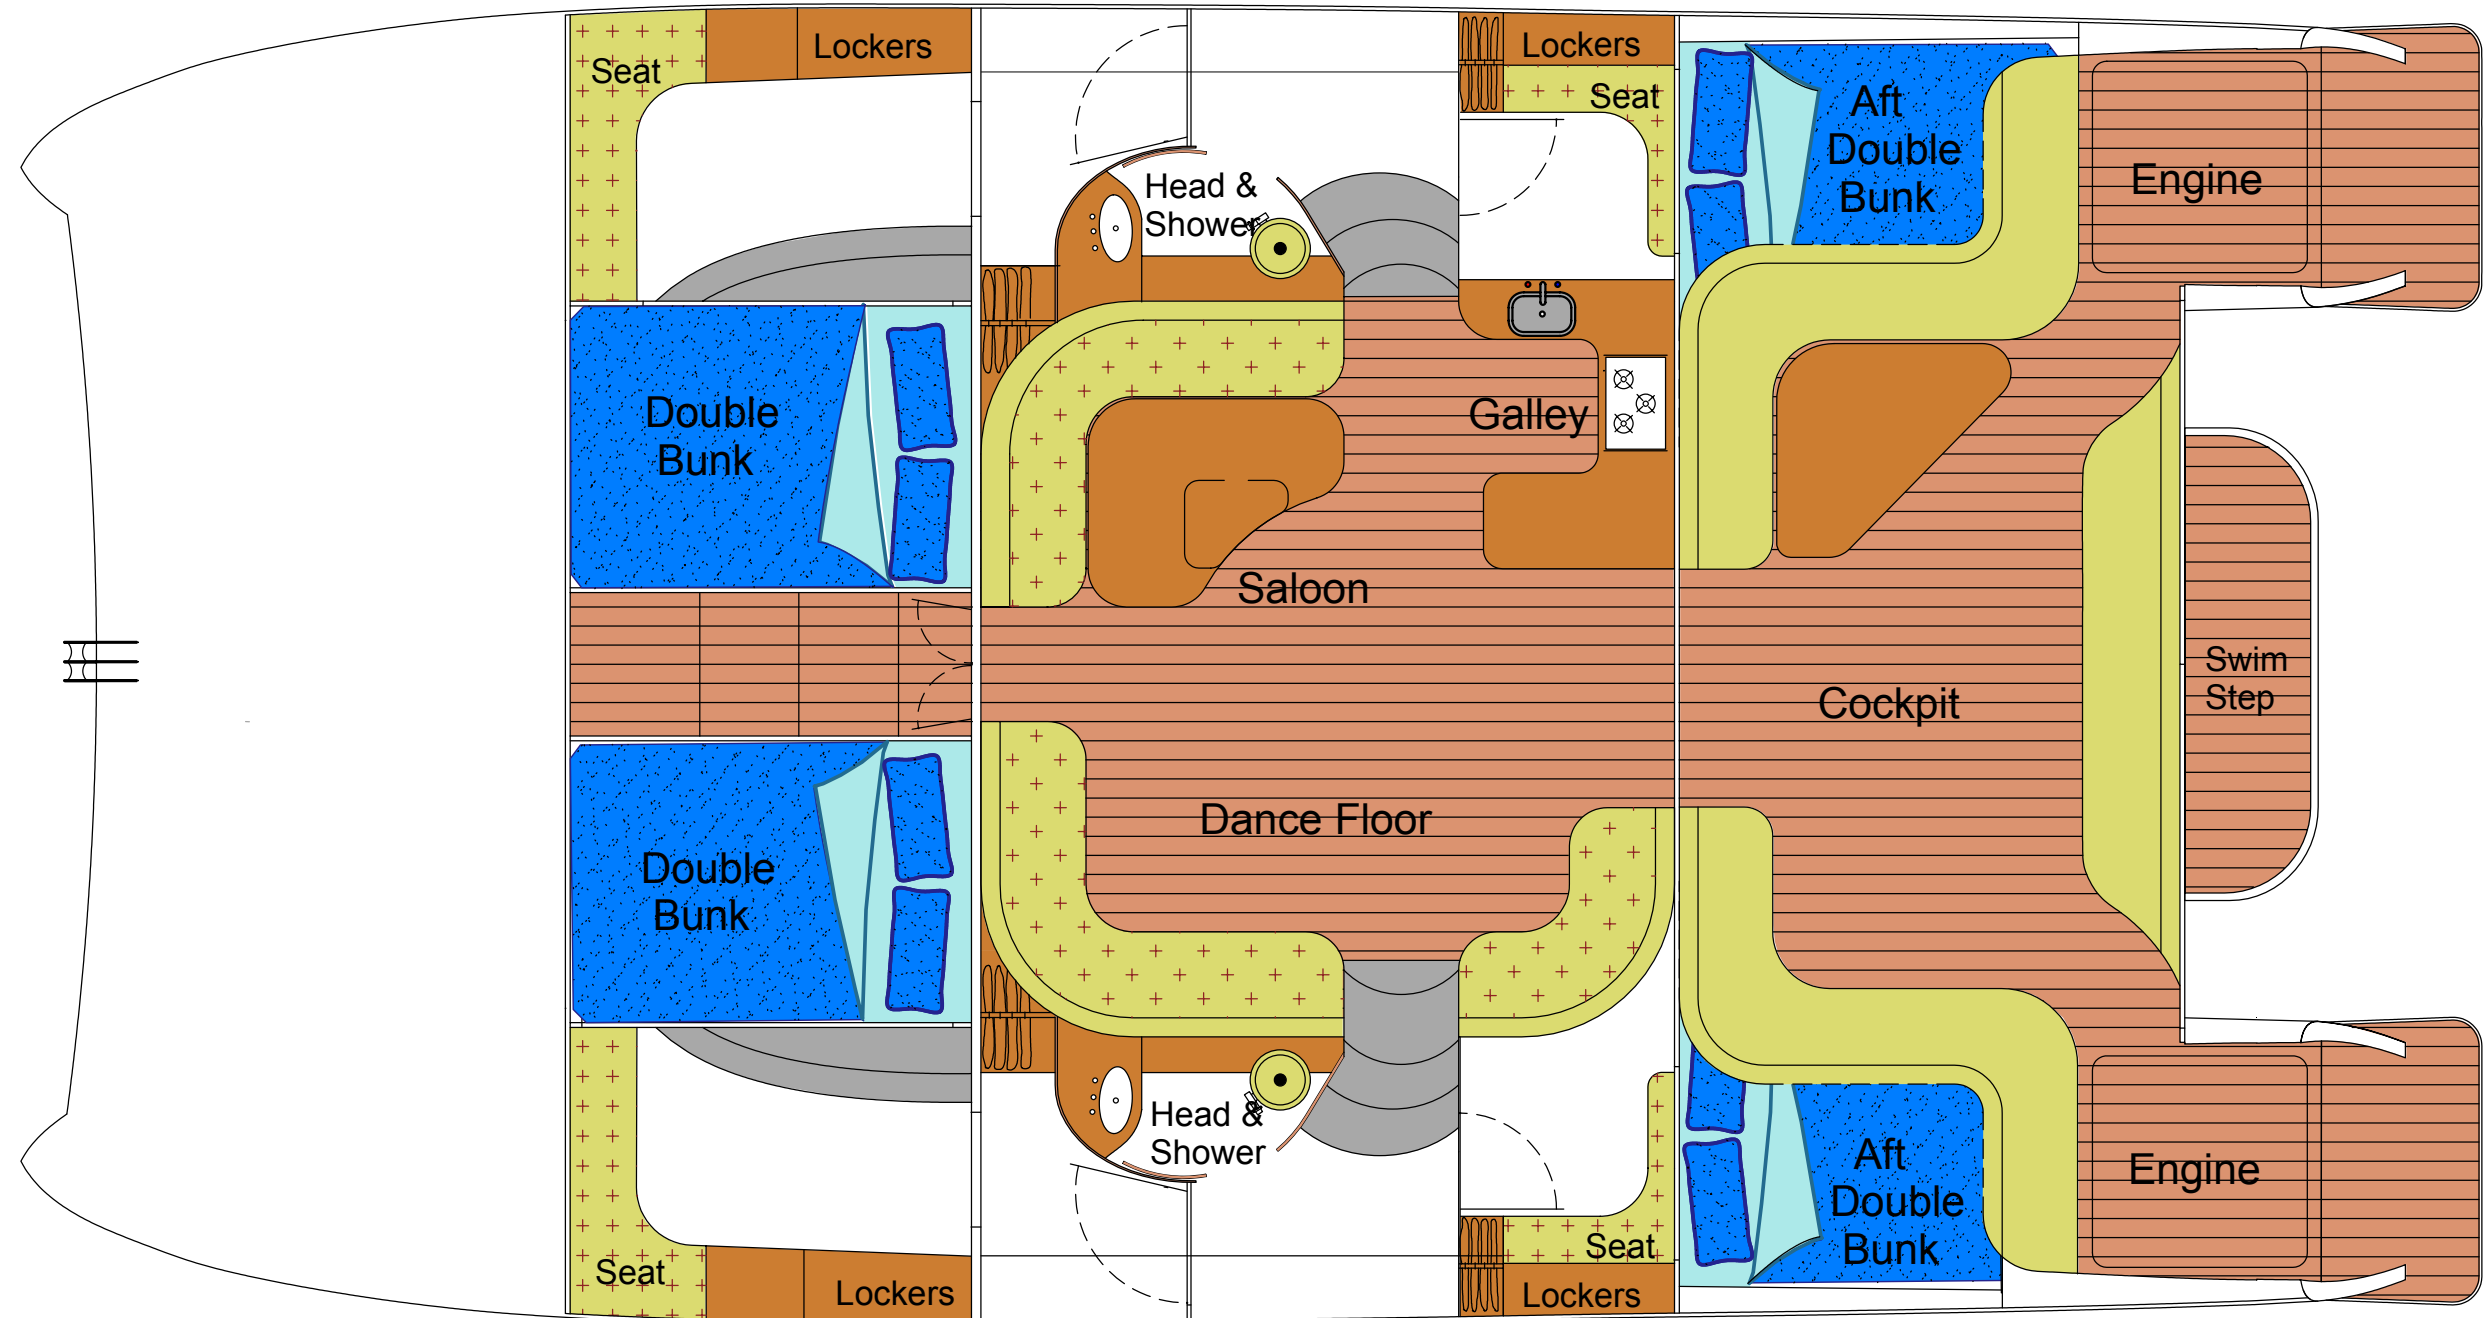 Lockers
Seat
Lockers
Seat
Aft
Double
Bunk
Engine
Head &
Shower
Double
Bunk
Galley
Saloon
Cockpit
Swim
Step
Dance Floor
Double
Bunk
Head &
Shower
Aft
Double
Bunk
Engine
Seat
Lockers
Seat
Lockers